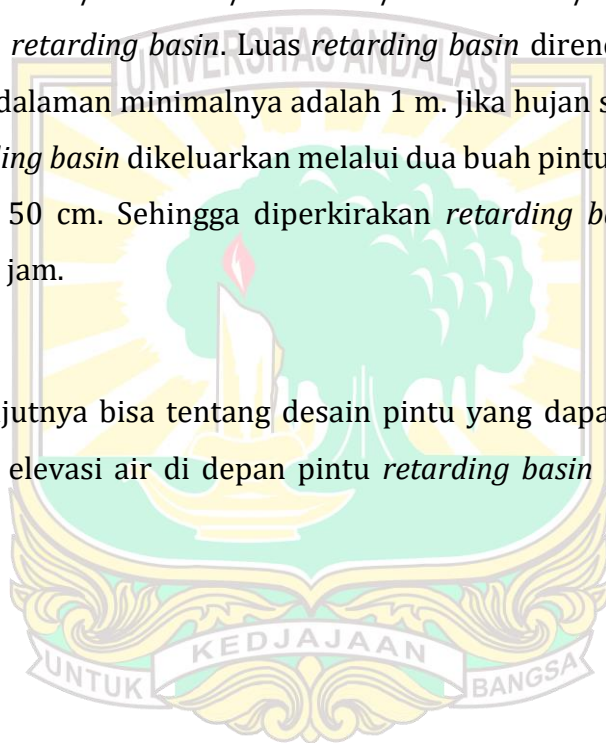 retarding basin. Luas retarding basin diren
UNIVERSITAS ANDALAS
dalaman minimalnya adalah 1 m. Jika hujan s
ding basin dikeluarkan melalui dua buah pintu
50 cm. Sehingga diperkirakan retarding ba
jam.
jutnya bisa tentang desain pintu yang dapa
elevasi air di depan pintu retarding basin
KEDJAJAAN
UNTUK BANGSA